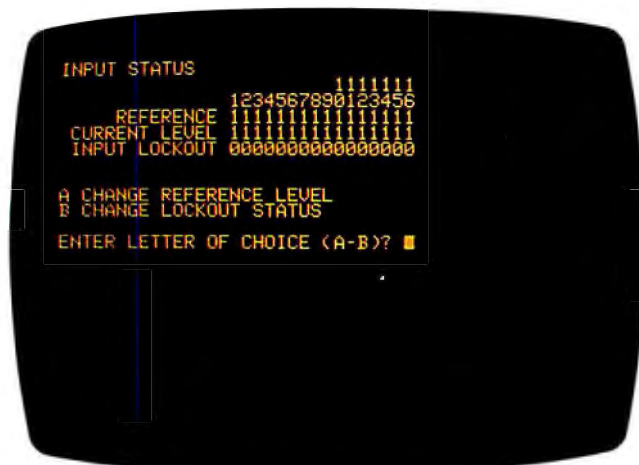 INPUT STATUS
1111111
1234567890123456
REFERENCE 1111111111111111
CURRENT LEVEL 1111111111111111
INPUT LOCKOUT 0000000000000000
A CHANGE REFERENCE LEVEL
B CHANGE LOCKOUT STATUS
ENTER LETTER OF CHOICE (A-B)?